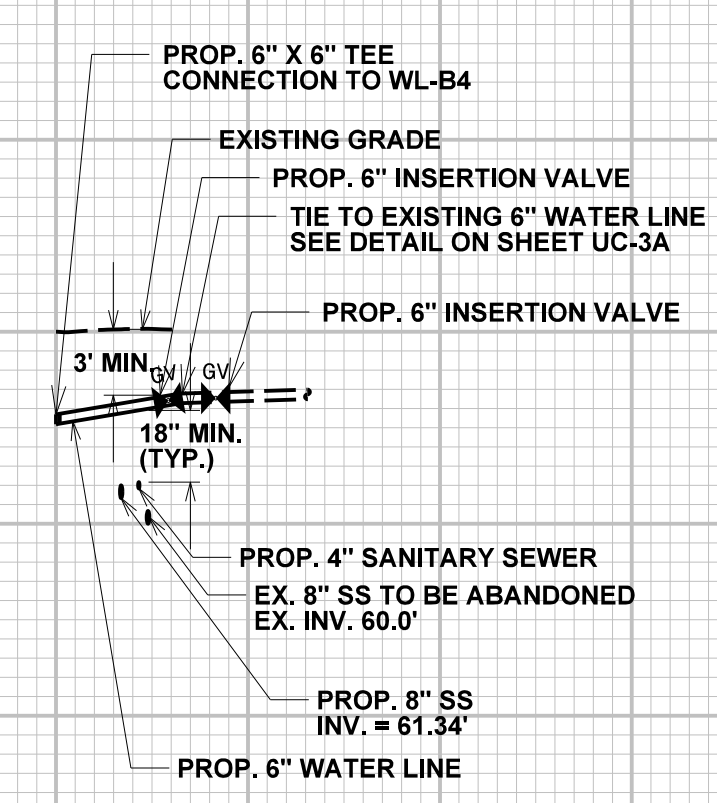 PROP. 6" X 6" TEE
CONNECTION TO WL-B4
EXISTING GRADE
PROP. 6" INSERTION VALVE
TIE TO EXISTING 6" WATER LINE
SEE DETAIL ON SHEET UC-3A
PROP. 6" INSERTION VALVE
3' MIN.
GV
GV
18" MIN.
(TYP.)
PROP. 4" SANITARY SEWER
EX. 8" SS TO BE ABANDONED
EX. INV. 60.0'
PROP. 8" SS
INV. = 61.34'
PROP. 6" WATER LINE